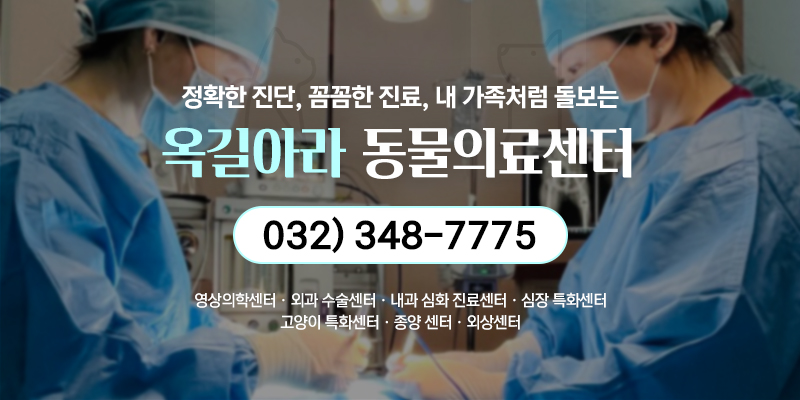 정확한 진단, 꼼꼼한 진료, 내 가족처럼 돌보는
옥길아라 동물의료센터
032) 348-7775
영상의학센터 · 외과 수술센터 · 내과 심화 진료센터 · 심장 특화센터
고양이 특화센터 · 종양 센터 · 외상센터